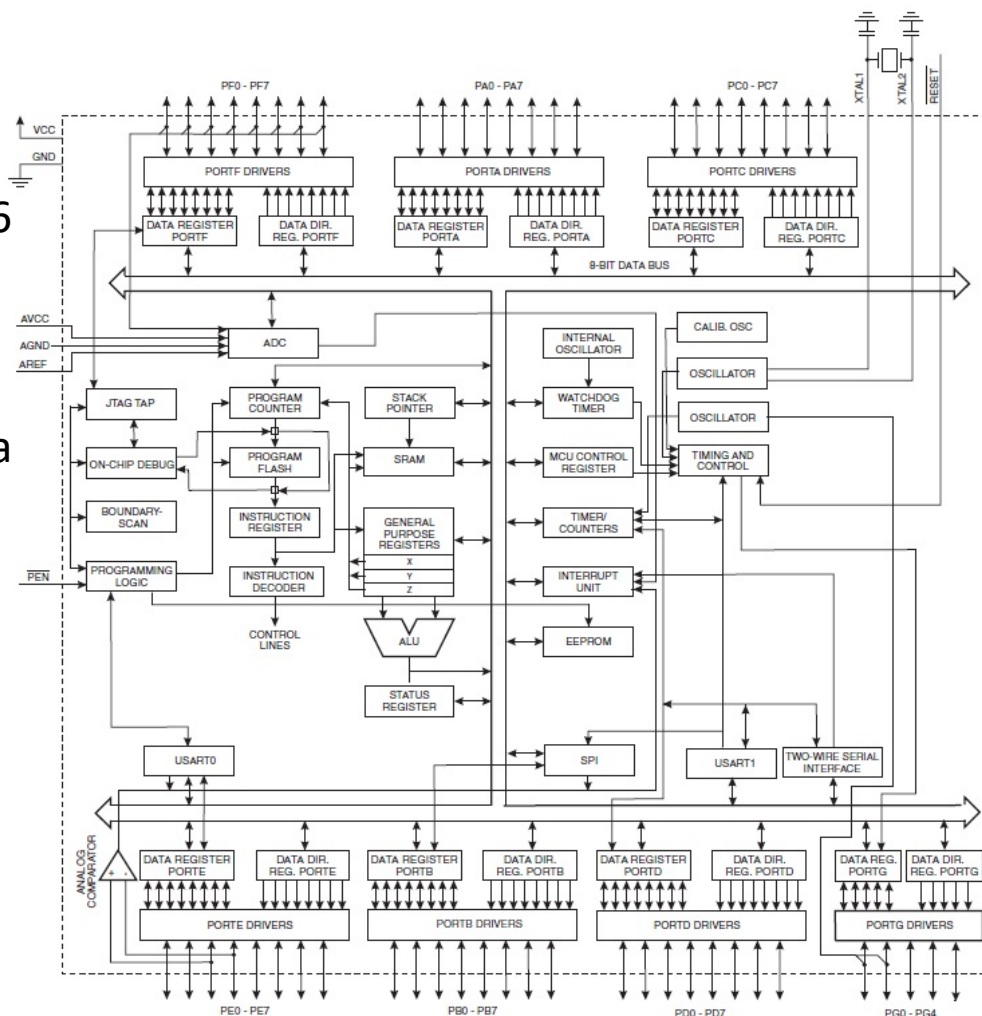 XTAL1
XTAL2
RESET
PF0 - PF7
PA0 - PA7
PC0 - PC7
VCC
GND
PORTF DRIVERS
PORTA DRIVERS
PORTC DRIVERS
6
DATA REGISTER
PORTF
DATA DIR.
REG. PORTF
DATA REGISTER
PORTA
DATA DIR.
REG. PORTA
DATA REGISTER
PORTC
DATA DIR.
REG. PORTC
8-BIT DATA BUS
AVCC
AGND
AREF
ADC
INTERNAL
OSCILLATOR
CALIB. OSC
OSCILLATOR
JTAG TAP
PROGRAM
COUNTER
STACK
POINTER
WATCHDOG
TIMER
OSCILLATOR
a
ON-CHIP DEBUG
PROGRAM
FLASH
SRAM
MCU CONTROL
REGISTER
TIMING AND
CONTROL
BOUNDARY-
SCAN
INSTRUCTION
REGISTER
GENERAL
PURPOSE
REGISTERS
X
Y
Z
TIMER/
COUNTERS
PEN
PROGRAMMING
LOGIC
INSTRUCTION
DECODER
INTERRUPT
UNIT
CONTROL
LINES
ALU
EEPROM
STATUS
REGISTER
USART0
SPI
USART1
TWO-WIRE SERIAL
INTERFACE
ANALOG
COMPARATOR
+ -
DATA REGISTER
PORTE
DATA DIR.
REG. PORTE
DATA REGISTER
PORTB
DATA DIR.
REG. PORTB
DATA REGISTER
PORTD
DATA DIR.
REG. PORTD
DATA REG.
PORTG
DATA DIR.
REG. PORTG
PORTE DRIVERS
PORTB DRIVERS
PORTD DRIVERS
PORTG DRIVERS
PE0 - PE7
PB0 - PB7
PD0 - PD7
PG0 - PG4